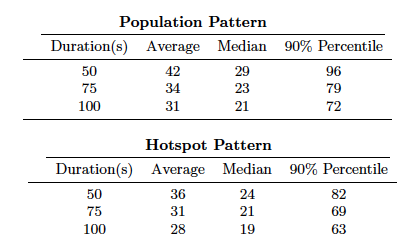 Population Pattern
Duration(s) Average Median 90% Percentile
50 42 29 96
75 34 23 79
100 31 21 72
Hotspot Pattern
Duration(s) Average Median 90% Percentile
50 36 24 82
75 31 21 69
100 28 19 63